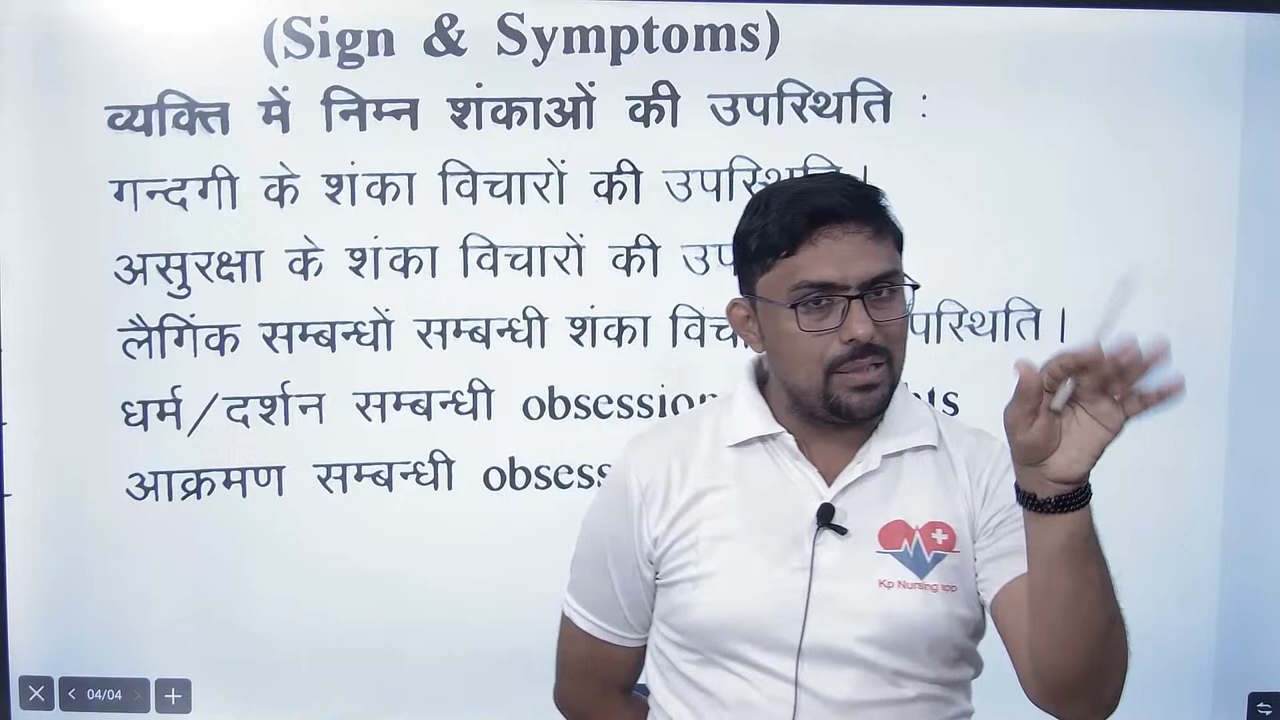 (Sign & Symptoms)
व्यक्ति में निम्न शंकाओं की उपस्थिति :
गन्दगी के शंका विचारों की उपस्थिति ।
असुरक्षा के शंका विचारों की
लैगिंक सम्बन्धों सम्बन्धी शंका
धर्म/दर्शन सम्बन्धी
आक्रमण सम्बन्धी
Kp Nursing app
04/04